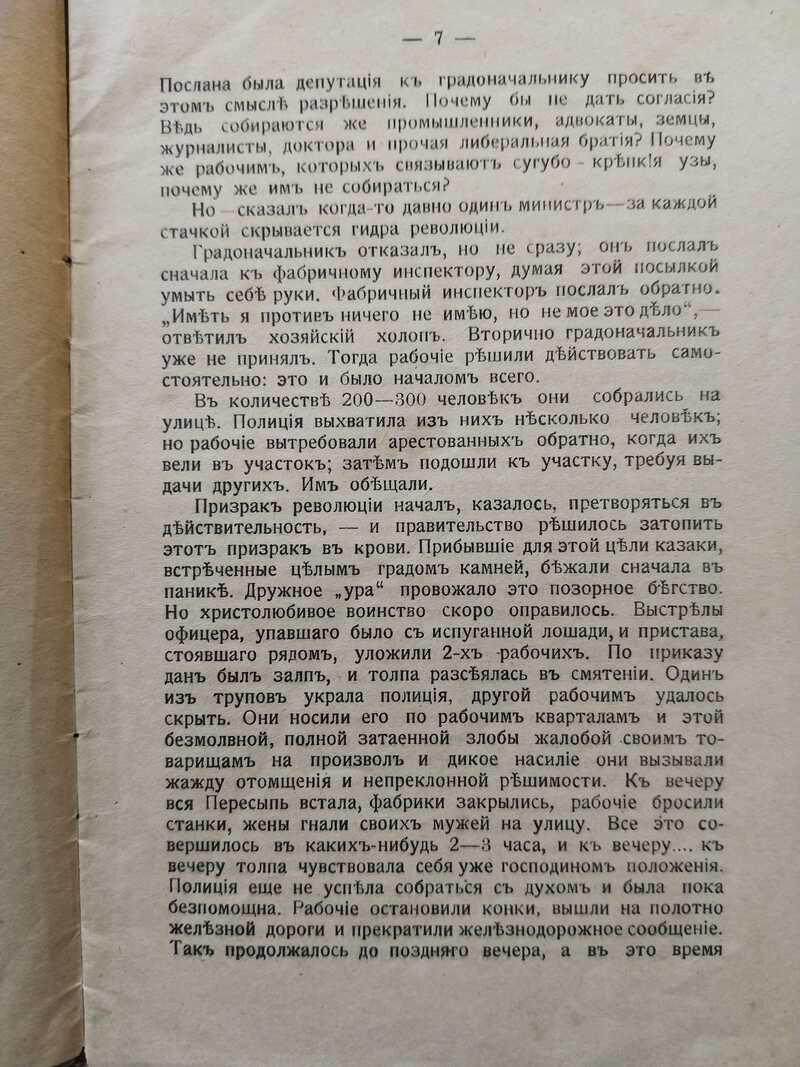 — 7 —
Послана была депутація къ градоначальнику просить въ
этомъ смыслѣ разрѣшенія. Почему бы не дать согласія?
Вѣдь собираются же промышленники, адвокаты, земцы,
журналисты, доктора и прочая либеральная братія? Почему
же рабочимъ, которыхъ связываютъ сугубо - крѣпкія узы,
почему же имъ не собираться?
Но — сказалъ когда-то давно одинъ министръ — за каждой
стачкой скрывается гидра революціи.
Градоначальникъ отказалъ, но не сразу; онъ послалъ
сначала къ фабричному инспектору, думая этой посылкой
умыть себѣ руки. Фабричный инспекторъ послалъ обратно.
„Имѣть я противъ ничего не имѣю, но не мое это дѣло“, —
отвѣтилъ хозяйскій холопъ. Вторично градоначальникъ
уже не принялъ. Тогда рабочіе рѣшили дѣйствовать само-
стоятельно: это и было началомъ всего.
Въ количествѣ 200—300 человѣкъ они собрались на
улицѣ. Полиція выхватила изъ нихъ нѣсколько человѣкъ;
но рабочіе вытребовали арестованныхъ обратно, когда ихъ
вели въ участокъ; затѣмъ подошли къ участку, требуя вы-
дачи другихъ. Имъ обѣщали.
Призракъ революціи началъ, казалось, претворяться въ
дѣйствительность, — и правительство рѣшилось затопить
этотъ призракъ въ крови. Прибывшіе для этой цѣли казаки,
встрѣченные цѣлымъ градомъ камней, бѣжали сначала въ
паникѣ. Дружное „ура“ провожало это позорное бѣгство.
Но христолюбивое воинство скоро оправилось. Выстрѣлы
офицера, упавшаго было съ испуганной лошади, и пристава,
стоявшаго рядомъ, уложили 2-хъ рабочихъ. По приказу
данъ былъ залпъ, и толпа разсѣялась въ смятеніи. Одинъ
изъ труповъ украла полиція, другой рабочимъ удалось
скрыть. Они носили его по рабочимъ кварталамъ и этой
безмолвной, полной затаенной злобы жалобой своимъ то-
варищамъ на произволъ и дикое насиліе они вызывали
жажду отомщенія и непреклонной рѣшимости. Къ вечеру
вся Пересыпь встала, фабрики закрылись, рабочіе бросили
станки, жены гнали своихъ мужей на улицу. Все это со-
вершилось въ какихъ-нибудь 2—3 часа, и къ вечеру.... къ
вечеру толпа чувствовала себя уже господиномъ положенія.
Полиція еще не успѣла собраться съ духомъ и была пока
безпомощна. Рабочіе остановили конки, вышли на полотно
желѣзной дороги и прекратили желѣзнодорожное сообщеніе.
Такъ продолжалось до поздняго вечера, а въ это время